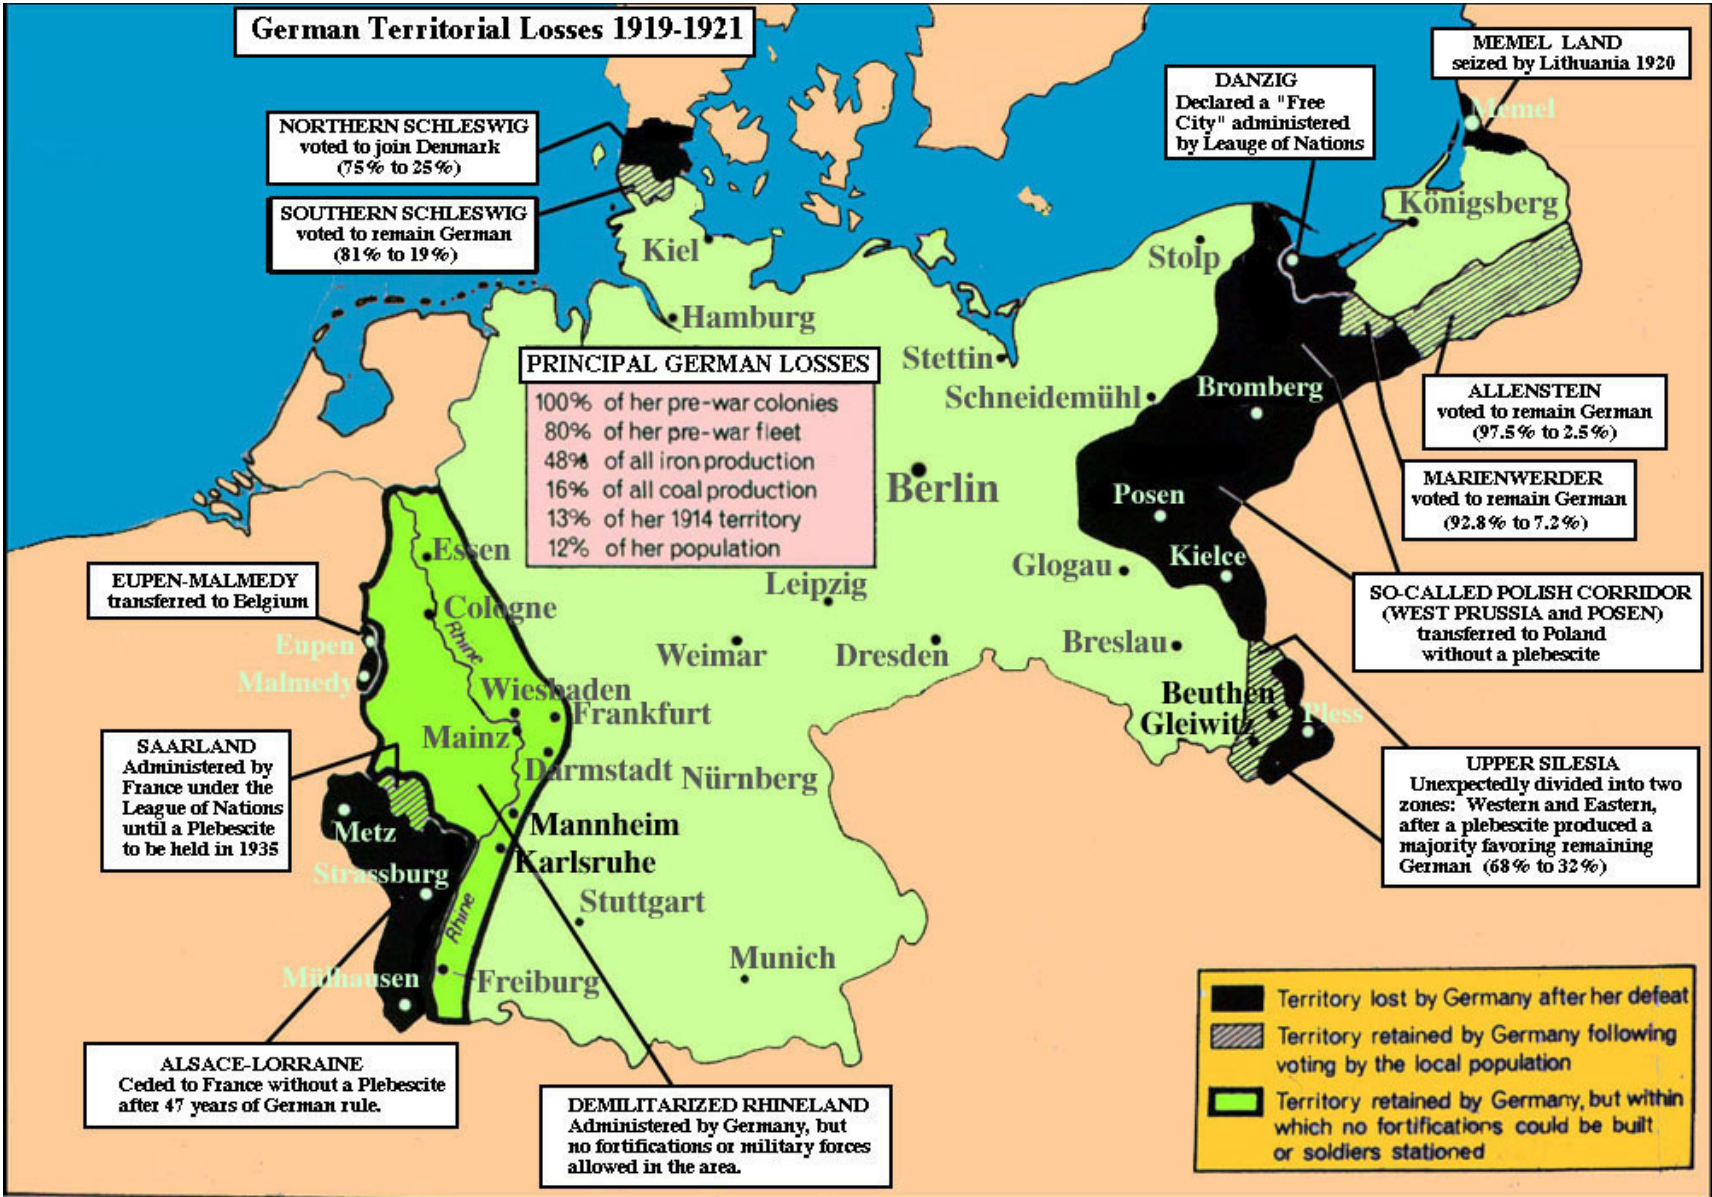 German Territorial Losses 1919-1921
MEMEL LAND
seized by Lithuania 1920
DANZIG
Declared a "Free
City" administered
by Leauge of Nations
NORTHERN SCHLESWIG
voted to join Denmark
(75% to 25%)
SOUTHERN SCHLESWIG
voted to remain German
(81% to 19%)
Memel
Königsberg
Kiel
Stolp
Hamburg
Stettin
Schneidemühl
Bromberg
PRINCIPAL GERMAN LOSSES
100% of her pre-war colonies
80% of her pre-war fleet
48% of all iron production
16% of all coal production
13% of her 1914 territory
12% of her population
Berlin
Posen
Kielce
ALLENSTEIN
voted to remain German
(97.5% to 2.5%)
MARIENWERDER
voted to remain German
(92.8% to 7.2%)
Essen
Cologne
Rhine
Leipzig
Glogau
Weimar
Dresden
Breslau
EUPEN-MALMEDY
transferred to Belgium
Eupen
Malmedy
SO-CALLED POLISH CORRIDOR
(WEST PRUSSIA and POSEN)
transferred to Poland
without a plebescite
Wiesbaden
Frankfurt
Mainz
Darmstadt
Nürnberg
Beuthen
Gleiwitz
Pless
SAARLAND
Administered by
France under the
League of Nations
until a Plebescite
to be held in 1935
UPPER SILESIA
Unexpectedly divided into two
zones: Western and Eastern,
after a plebescite produced a
majority favoring remaining
German (68% to 32%)
Metz
Strassburg
Mannheim
Karlsruhe
Stuttgart
Rhine
Munich
Mülhausen
Freiburg
ALSACE-LORRAINE
Ceded to France without a Plebescite
after 47 years of German rule.
DEMILITARIZED RHINELAND
Administered by Germany, but
no fortifications or military forces
allowed in the area.
Territory lost by Germany after her defeat
Territory retained by Germany following
voting by the local population
Territory retained by Germany, but within
which no fortifications could be built
or soldiers stationed